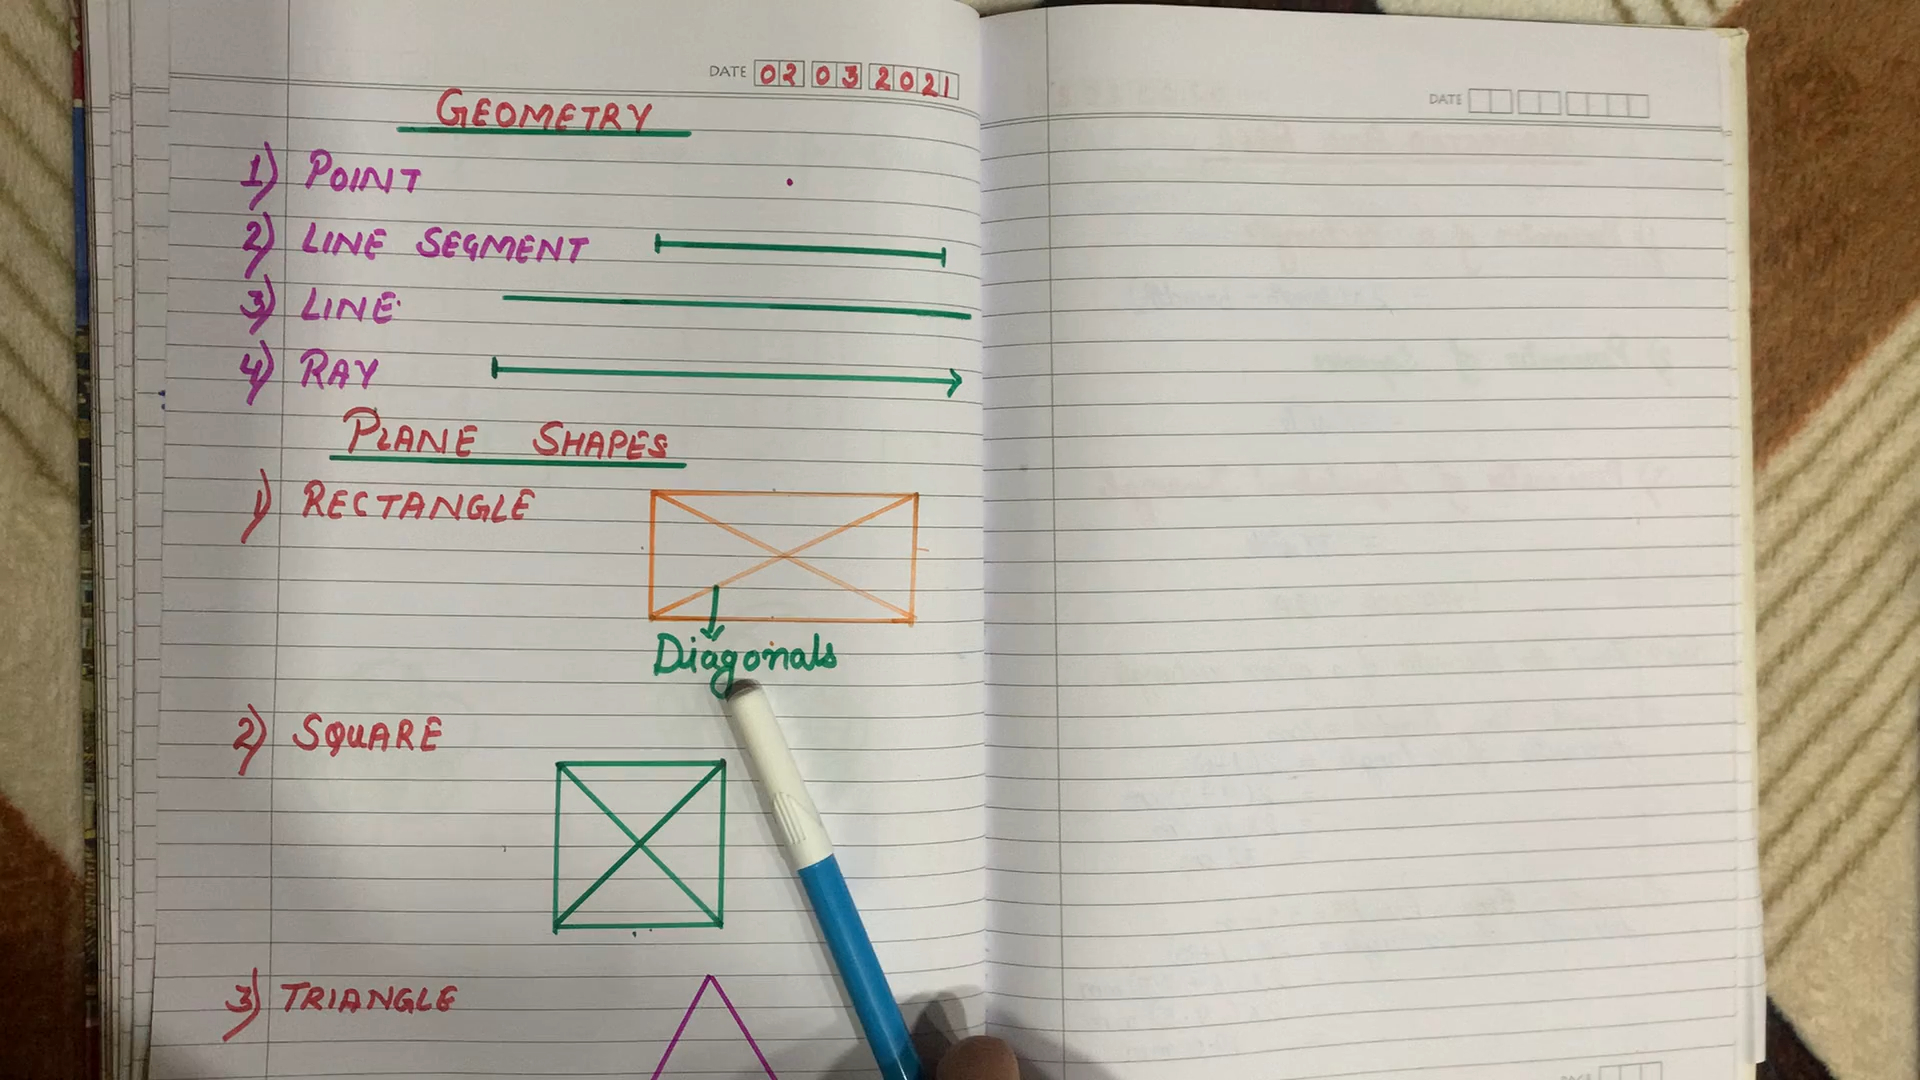 DATE 02 03 2021
GEOMETRY
1) POINT
2) LINE SEGMENT
3) LINE
4) RAY
PLANE SHAPES
1) RECTANGLE
Diagonals
2) SQUARE
3) TRIANGLE
DATE